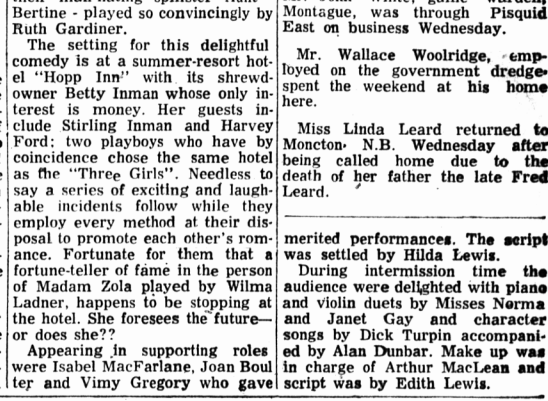 Bertine - played so convincingly by
Ruth Gardiner.
The setting for this delightful
comedy is at a summer-resort hot-
el "Hopp Inn" with its shrewd-
owner Betty Inman whose only in-
terest is money. Her guests in-
clude Stirling Inman and Harvey
Ford: two playboys who have by
coincidence chose the same hotel
as the "Three Girls". Needless to
say a series of exciting and laugh-
able incidents follow while they
employ every method at their dis-
posal to promote each other's rom-
ance. Fortunate for them that a
fortune-teller of fame in the person
of Madam Zola played by Wilma
Ladner, happens to be stopping at
the hotel. She foresees the future—
or does she??
Appearing in supporting roles
were Isabel MacFarlane, Joan Boul
ter and Vimy Gregory who gave
Montague, was through Pisquid
East on business Wednesday.
Mr. Wallace Woolridge, emp-
loyed on the government dredge
spent the weekend at his home
here.
Miss Linda Leard returned to
Moncton, N.B. Wednesday after
being called home due to the
death of her father the late Fred
Leard.
merited performances. The script
was settled by Hilda Lewis.
During intermission time the
audience were delighted with piano
and violin duets by Misses Norma
and Janet Gay and character
songs by Dick Turpin accompani-
ed by Alan Dunbar. Make up was
in charge of Arthur MacLean and
script was by Edith Lewis.